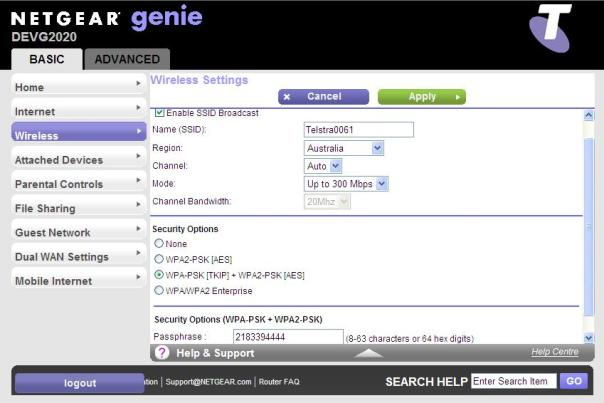 NETGEAR genie
DEVG2020
BASIC ADVANCED
Home
Internet
Wireless
Attached Devices
Parental Controls
File Sharing
Guest Network
Dual WAN Settings
Mobile Internet
Wireless Settings
x Cancel Apply
Enable SSID Broadcast
Name (SSID): Telstra0061
Region: Australia
Channel: Auto
Mode: Up to 300 Mbps
Channel Bandwidth: 20Mhz
Security Options
None
WPA2-PSK [AES]
WPA-PSK [TKIP] + WPA2-PSK [AES]
WPA/WPA2 Enterprise
Security Options (WPA-PSK + WPA2-PSK)
Passphrase : 2183394444 (8-63 characters or 64 hex digits)
? Help & Support Help Centre
logout tion | Support@NETGEAR.com | Router FAQ SEARCH HELP Enter Search Item GO